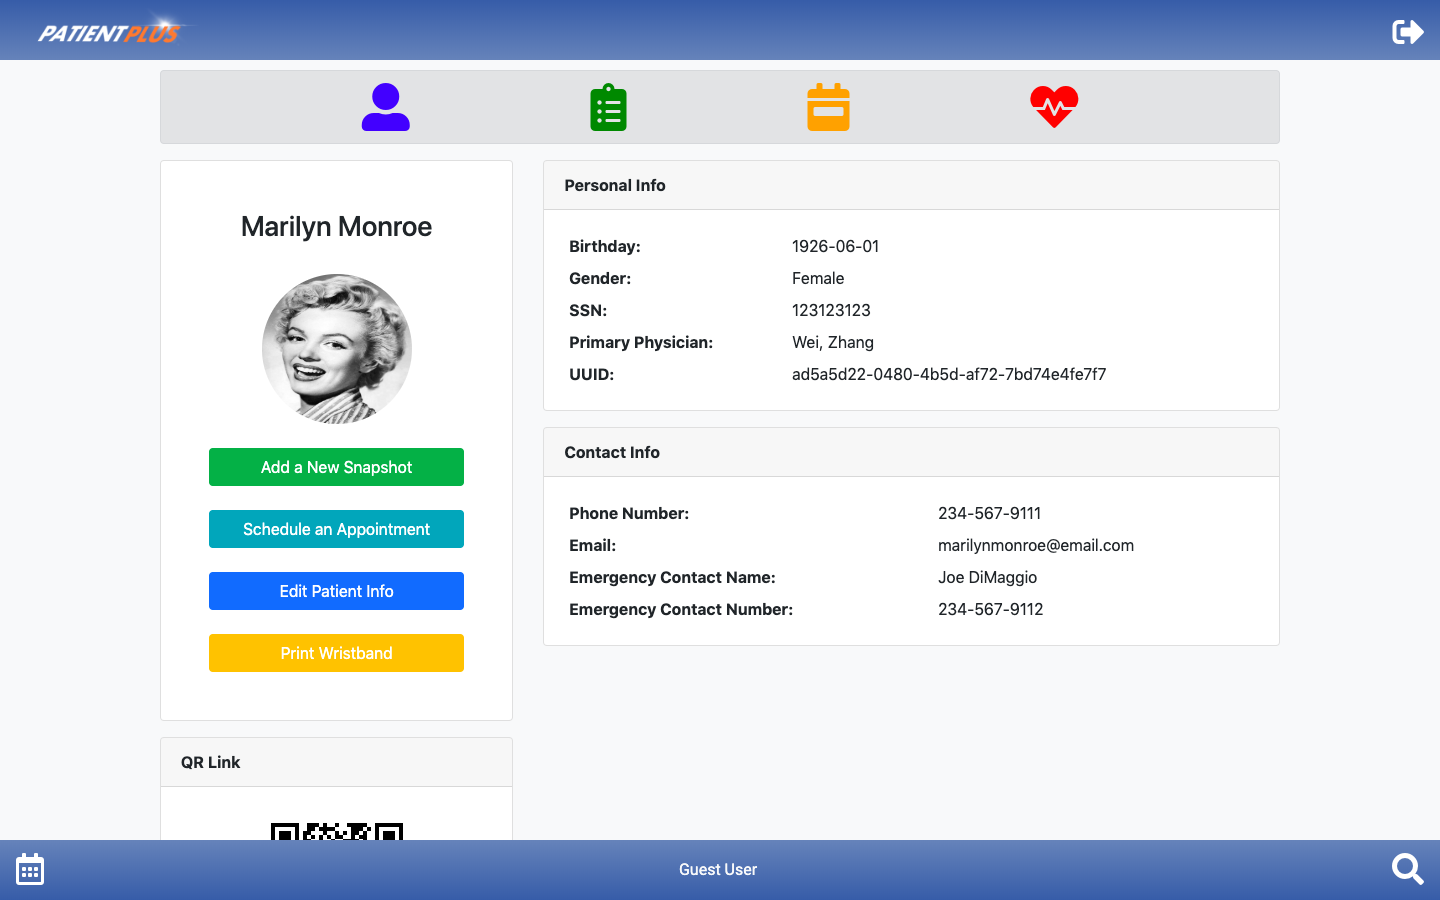 PATIENTPLUS
Marilyn Monroe
Add a New Snapshot
Schedule an Appointment
Edit Patient Info
Print Wristband
QR Link
Personal Info
Birthday: 1926-06-01
Gender: Female
SSN: 123123123
Primary Physician: Wei, Zhang
UUID: ad5a5d22-0480-4b5d-af72-7bd74e4fe7f7
Contact Info
Phone Number: 234-567-9111
Email: marilynmonroe@email.com
Emergency Contact Name: Joe DiMaggio
Emergency Contact Number: 234-567-9112
Guest User